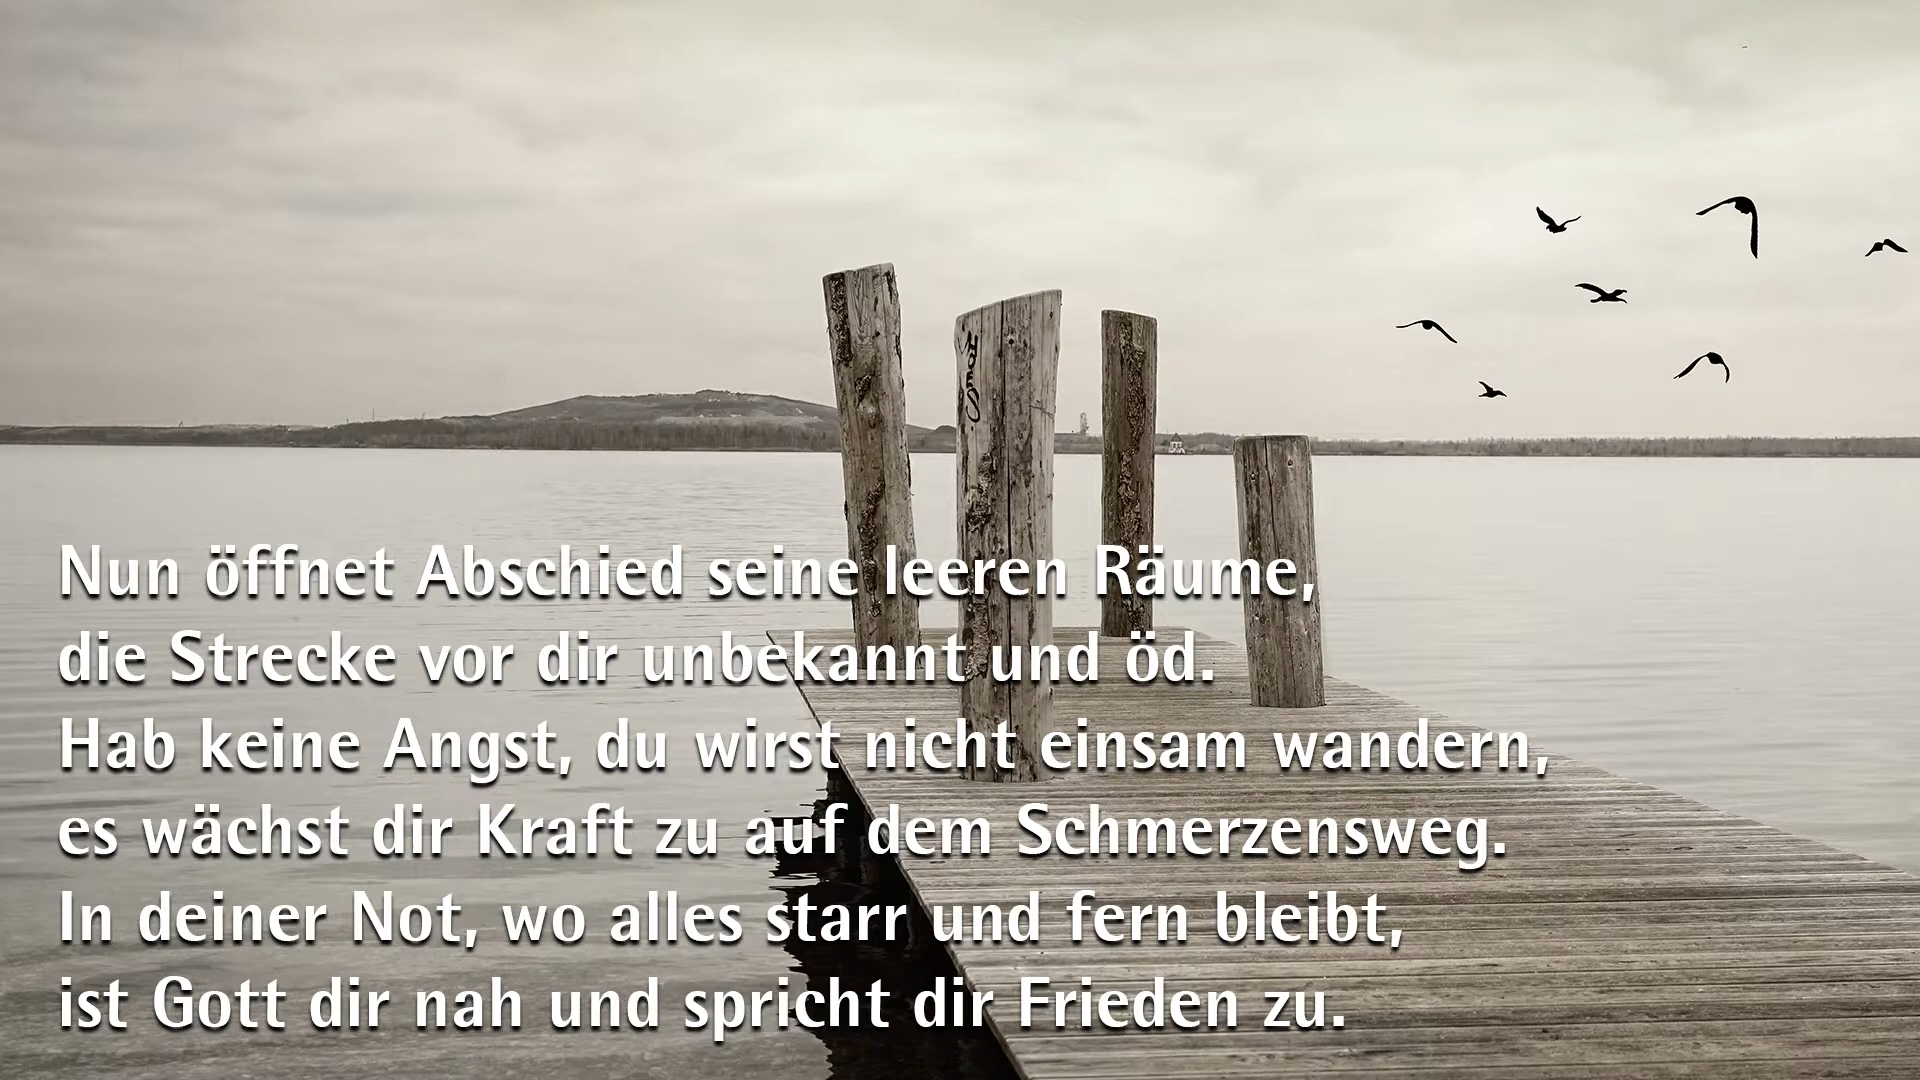 Nun öffnet Abschied seine leeren Räume,
die Strecke vor dir unbekannt und öd.
Hab keine Angst, du wirst nicht einsam wandern,
es wächst dir Kraft zu auf dem Schmerzensweg.
In deiner Not, wo alles starr und fern bleibt,
ist Gott dir nah und spricht dir Frieden zu.